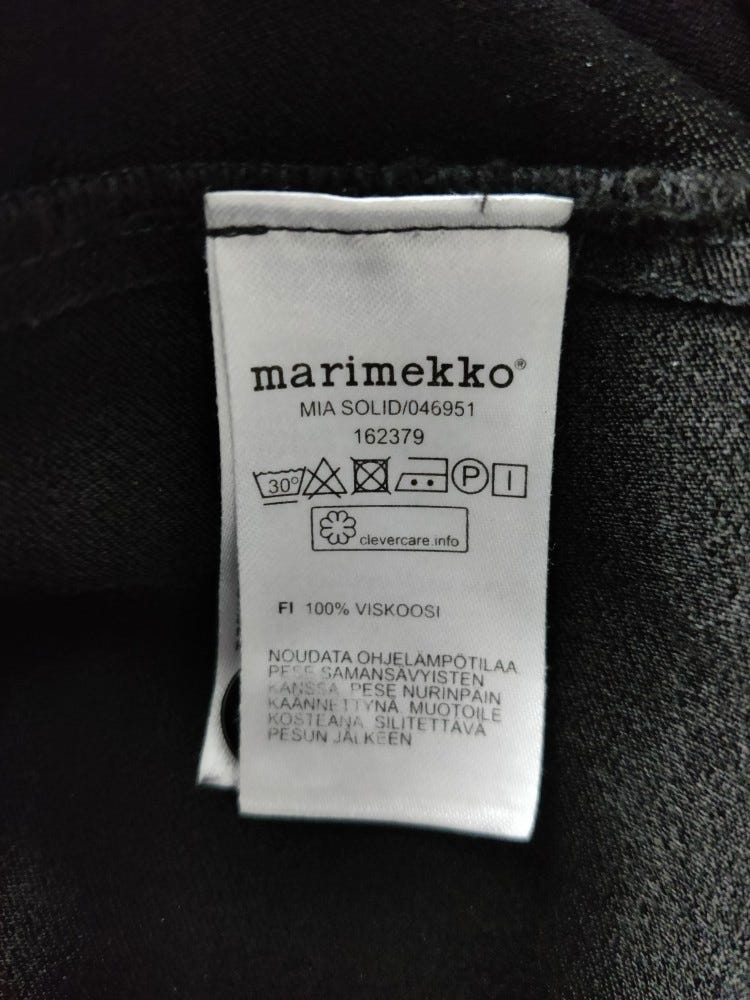 marimekko®
MIA SOLID/046951
162379
30°
P
clevercare.info
FI 100% VISKOOSI
NOUDATA OHJELÄMPÖTILAA
PESE SAMANSÄVYISTEN
KANSSA. PESE NURINPÄIN
KÄÄNNETTYNÄ. MUOTOILE
KOSTEANA. SILITETTÄVÄ
PESUN JÄLKEEN